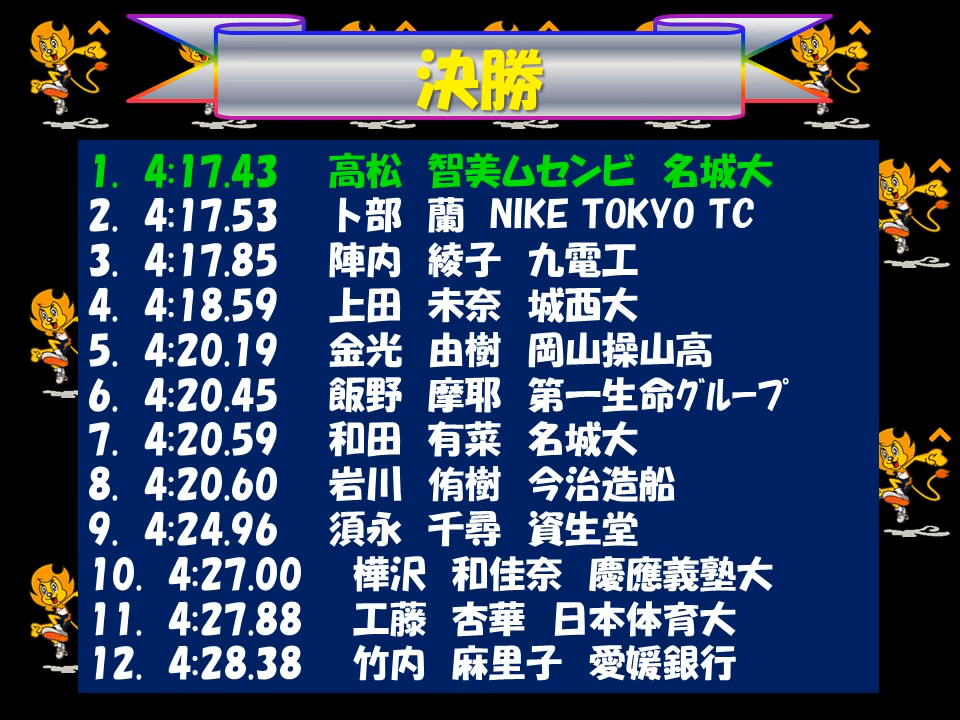 決勝
1. 4:17.43 高松 智美ムセンビ 名城大
2. 4:17.53 卜部 蘭 NIKE TOKYO TC
3. 4:17.85 陣内 綾子 九電工
4. 4:18.59 上田 未奈 城西大
5. 4:20.19 金光 由樹 岡山操山高
6. 4:20.45 飯野 摩耶 第一生命グループ
7. 4:20.59 和田 有菜 名城大
8. 4:20.60 岩川 侑樹 今治造船
9. 4:24.96 須永 千尋 資生堂
10. 4:27.00 樺沢 和佳奈 慶應義塾大
11. 4:27.88 工藤 杏華 日本体育大
12. 4:28.38 竹内 麻里子 愛媛銀行